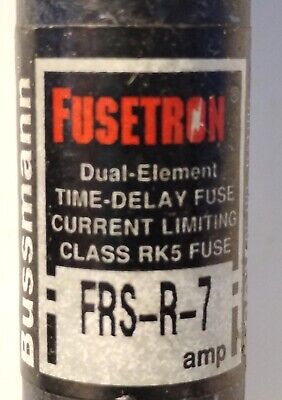 Bussmann
FUSETRON®
Dual-Element
TIME-DELAY FUSE
CURRENT LIMITING
CLASS RK5 FUSE
FRS-R-7
amp